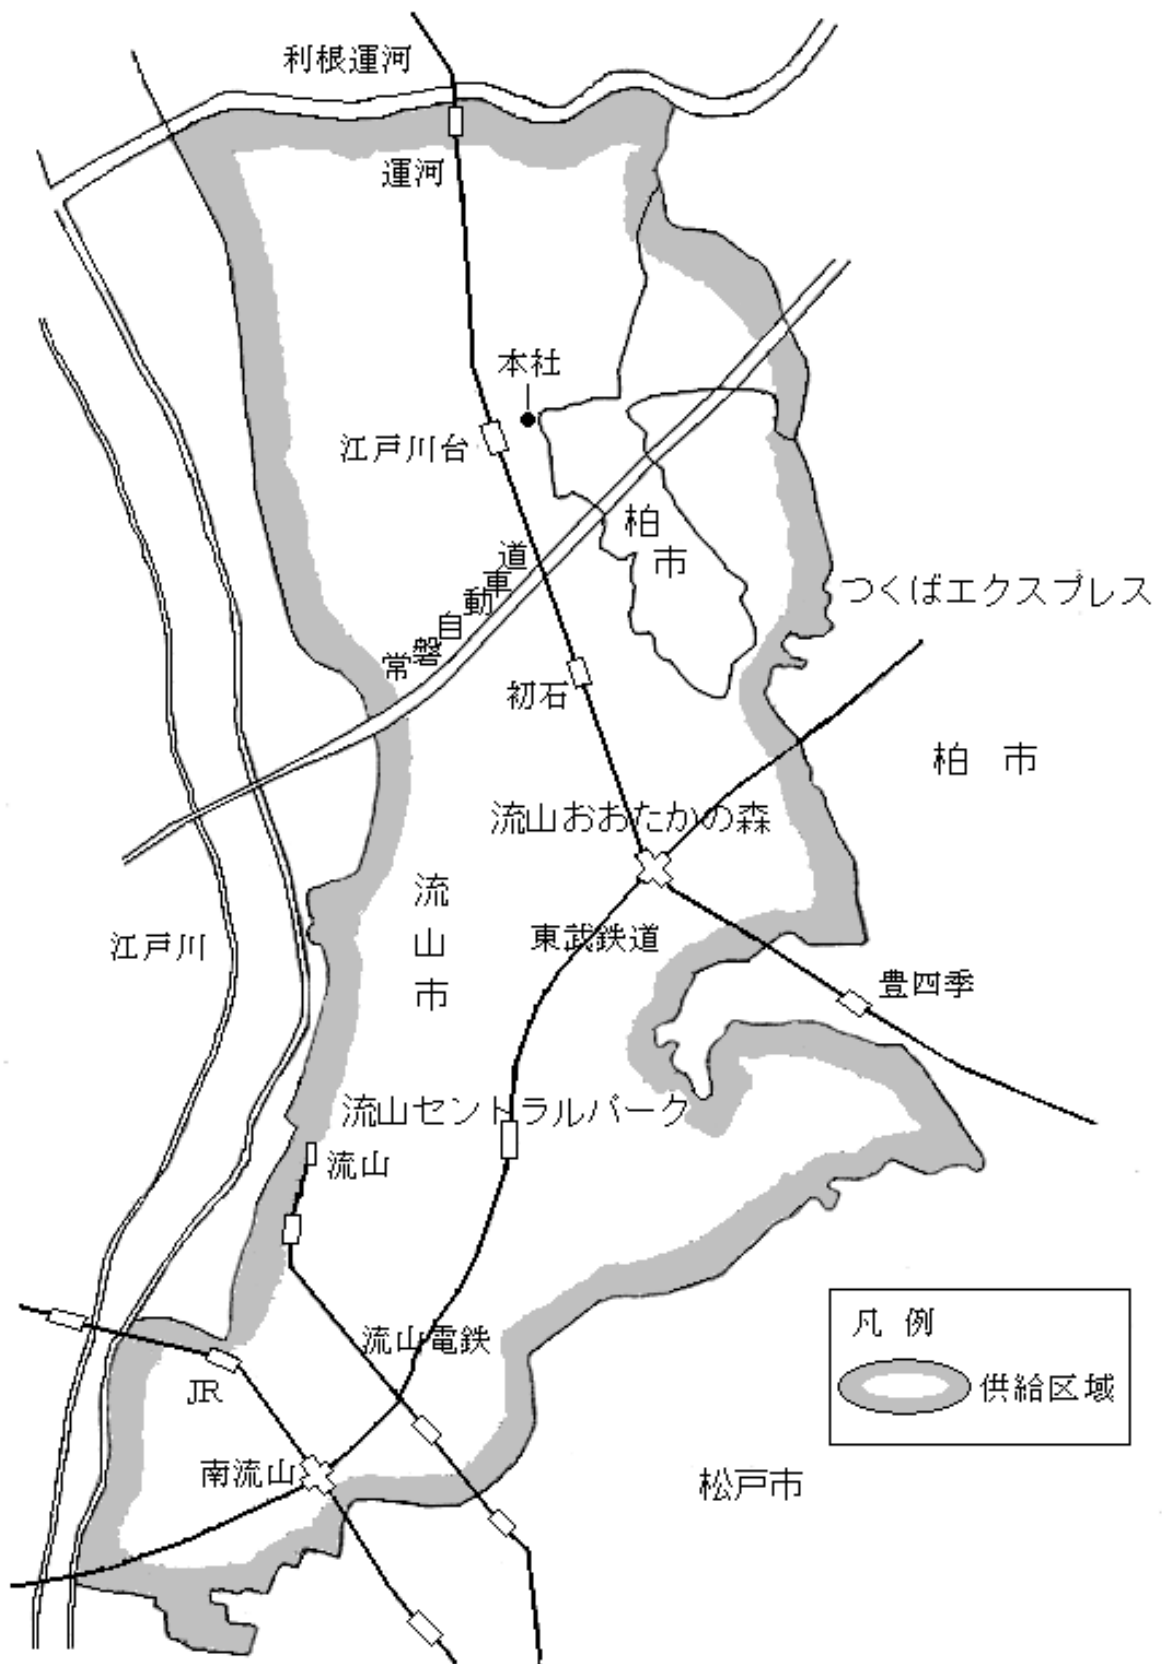 利根運河
運河
本社
江戸川台
柏市
常磐自動車道
つくばエクスプレス
初石
柏市
流山おおたかの森
流山市
江戸川
東武鉄道
豊四季
流山セントラルパーク
流山
凡例
供給区域
流山電鉄
JR
南流山
松戸市